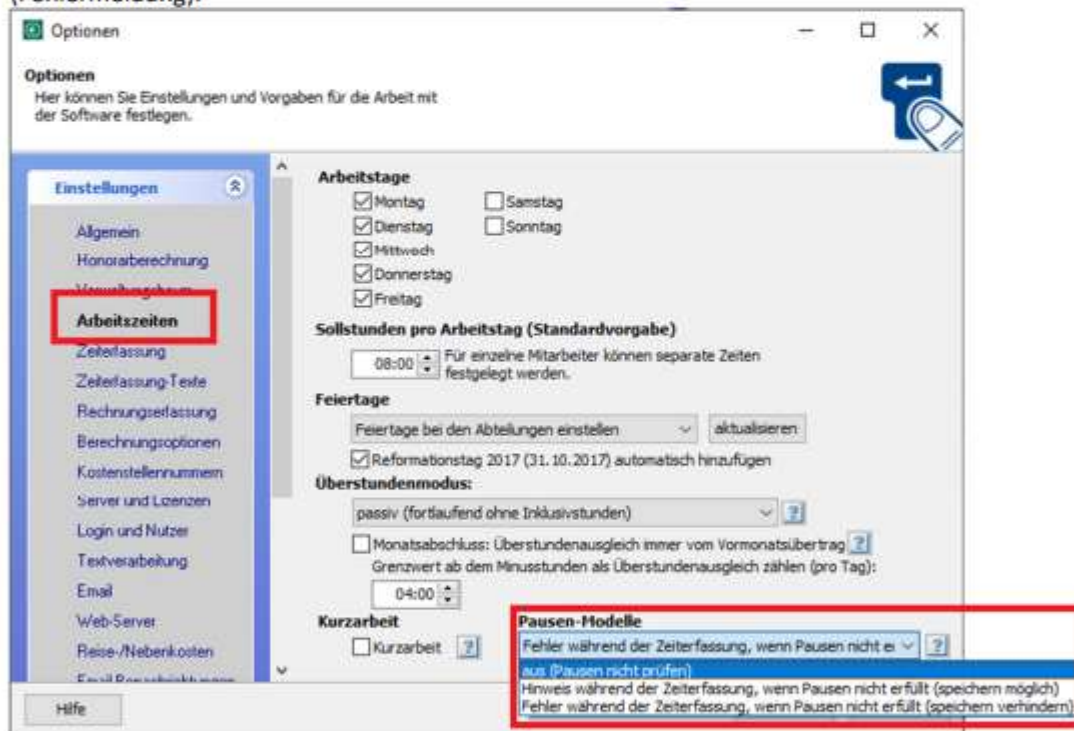 (Fehlermeldung).
Optionen
Optionen
Hier können Sie Einstellungen und Vorgaben für die Arbeit mit
der Software festlegen.
Einstellungen
Allgemein
Honorarberechnung
Arbeitszeiten
Zeiterfassung
Zeiterfassung-Texte
Rechnungserfassung
Berechnungsoptionen
Kostenstellennummern
Server und Lizenzen
Login und Nutzer
Textverarbeitung
Email
Web-Server
Reise-/Nebenkosten
Hilfe
Arbeitstage
Montag Samstag
Dienstag Sonntag
Mittwoch
Donnerstag
Freitag
Sollstunden pro Arbeitstag (Standardvorgabe)
08:00 Für einzelne Mitarbeiter können separate Zeiten
festgelegt werden.
Feiertage
Feiertage bei den Abteilungen einstellen aktualisieren
Reformationstag 2017 (31.10.2017) automatisch hinzufügen
Überstundenmodus:
passiv (fortlaufend ohne Inklusivstunden) ?
Monatsabschluss: Überstundenausgleich immer vom Vormonatsübertrag ?
Grenzwert ab dem Minusstunden als Überstundenausgleich zählen (pro Tag):
04:00
Kurzarbeit
Kurzarbeit ?
Pausen-Modelle
Fehler während der Zeiterfassung, wenn Pausen nicht ?
aus (Pausen nicht prüfen)
Hinweis während der Zeiterfassung, wenn Pausen nicht erfüllt (speichern möglich)
Fehler während der Zeiterfassung, wenn Pausen nicht erfüllt (speichern verhindern)